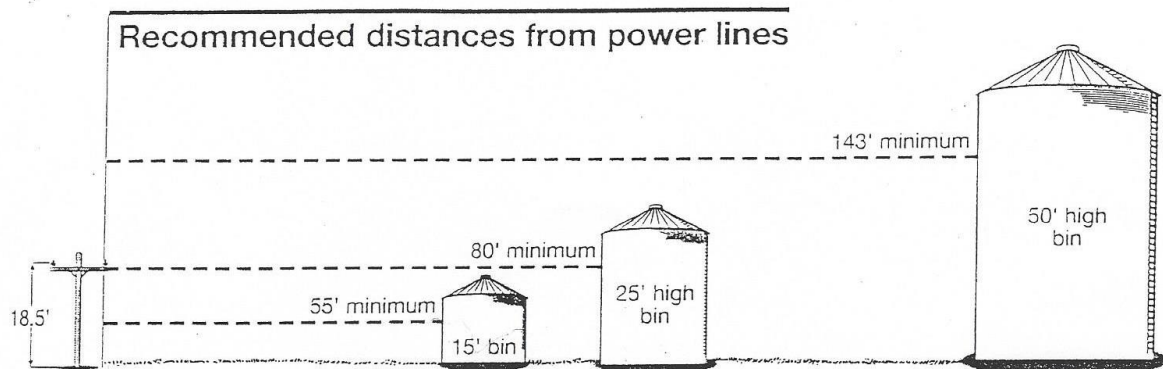 Recommended distances from power lines
143' minimum
50' high
bin
80' minimum
25' high
bin
18.5'
55' minimum
15' bin